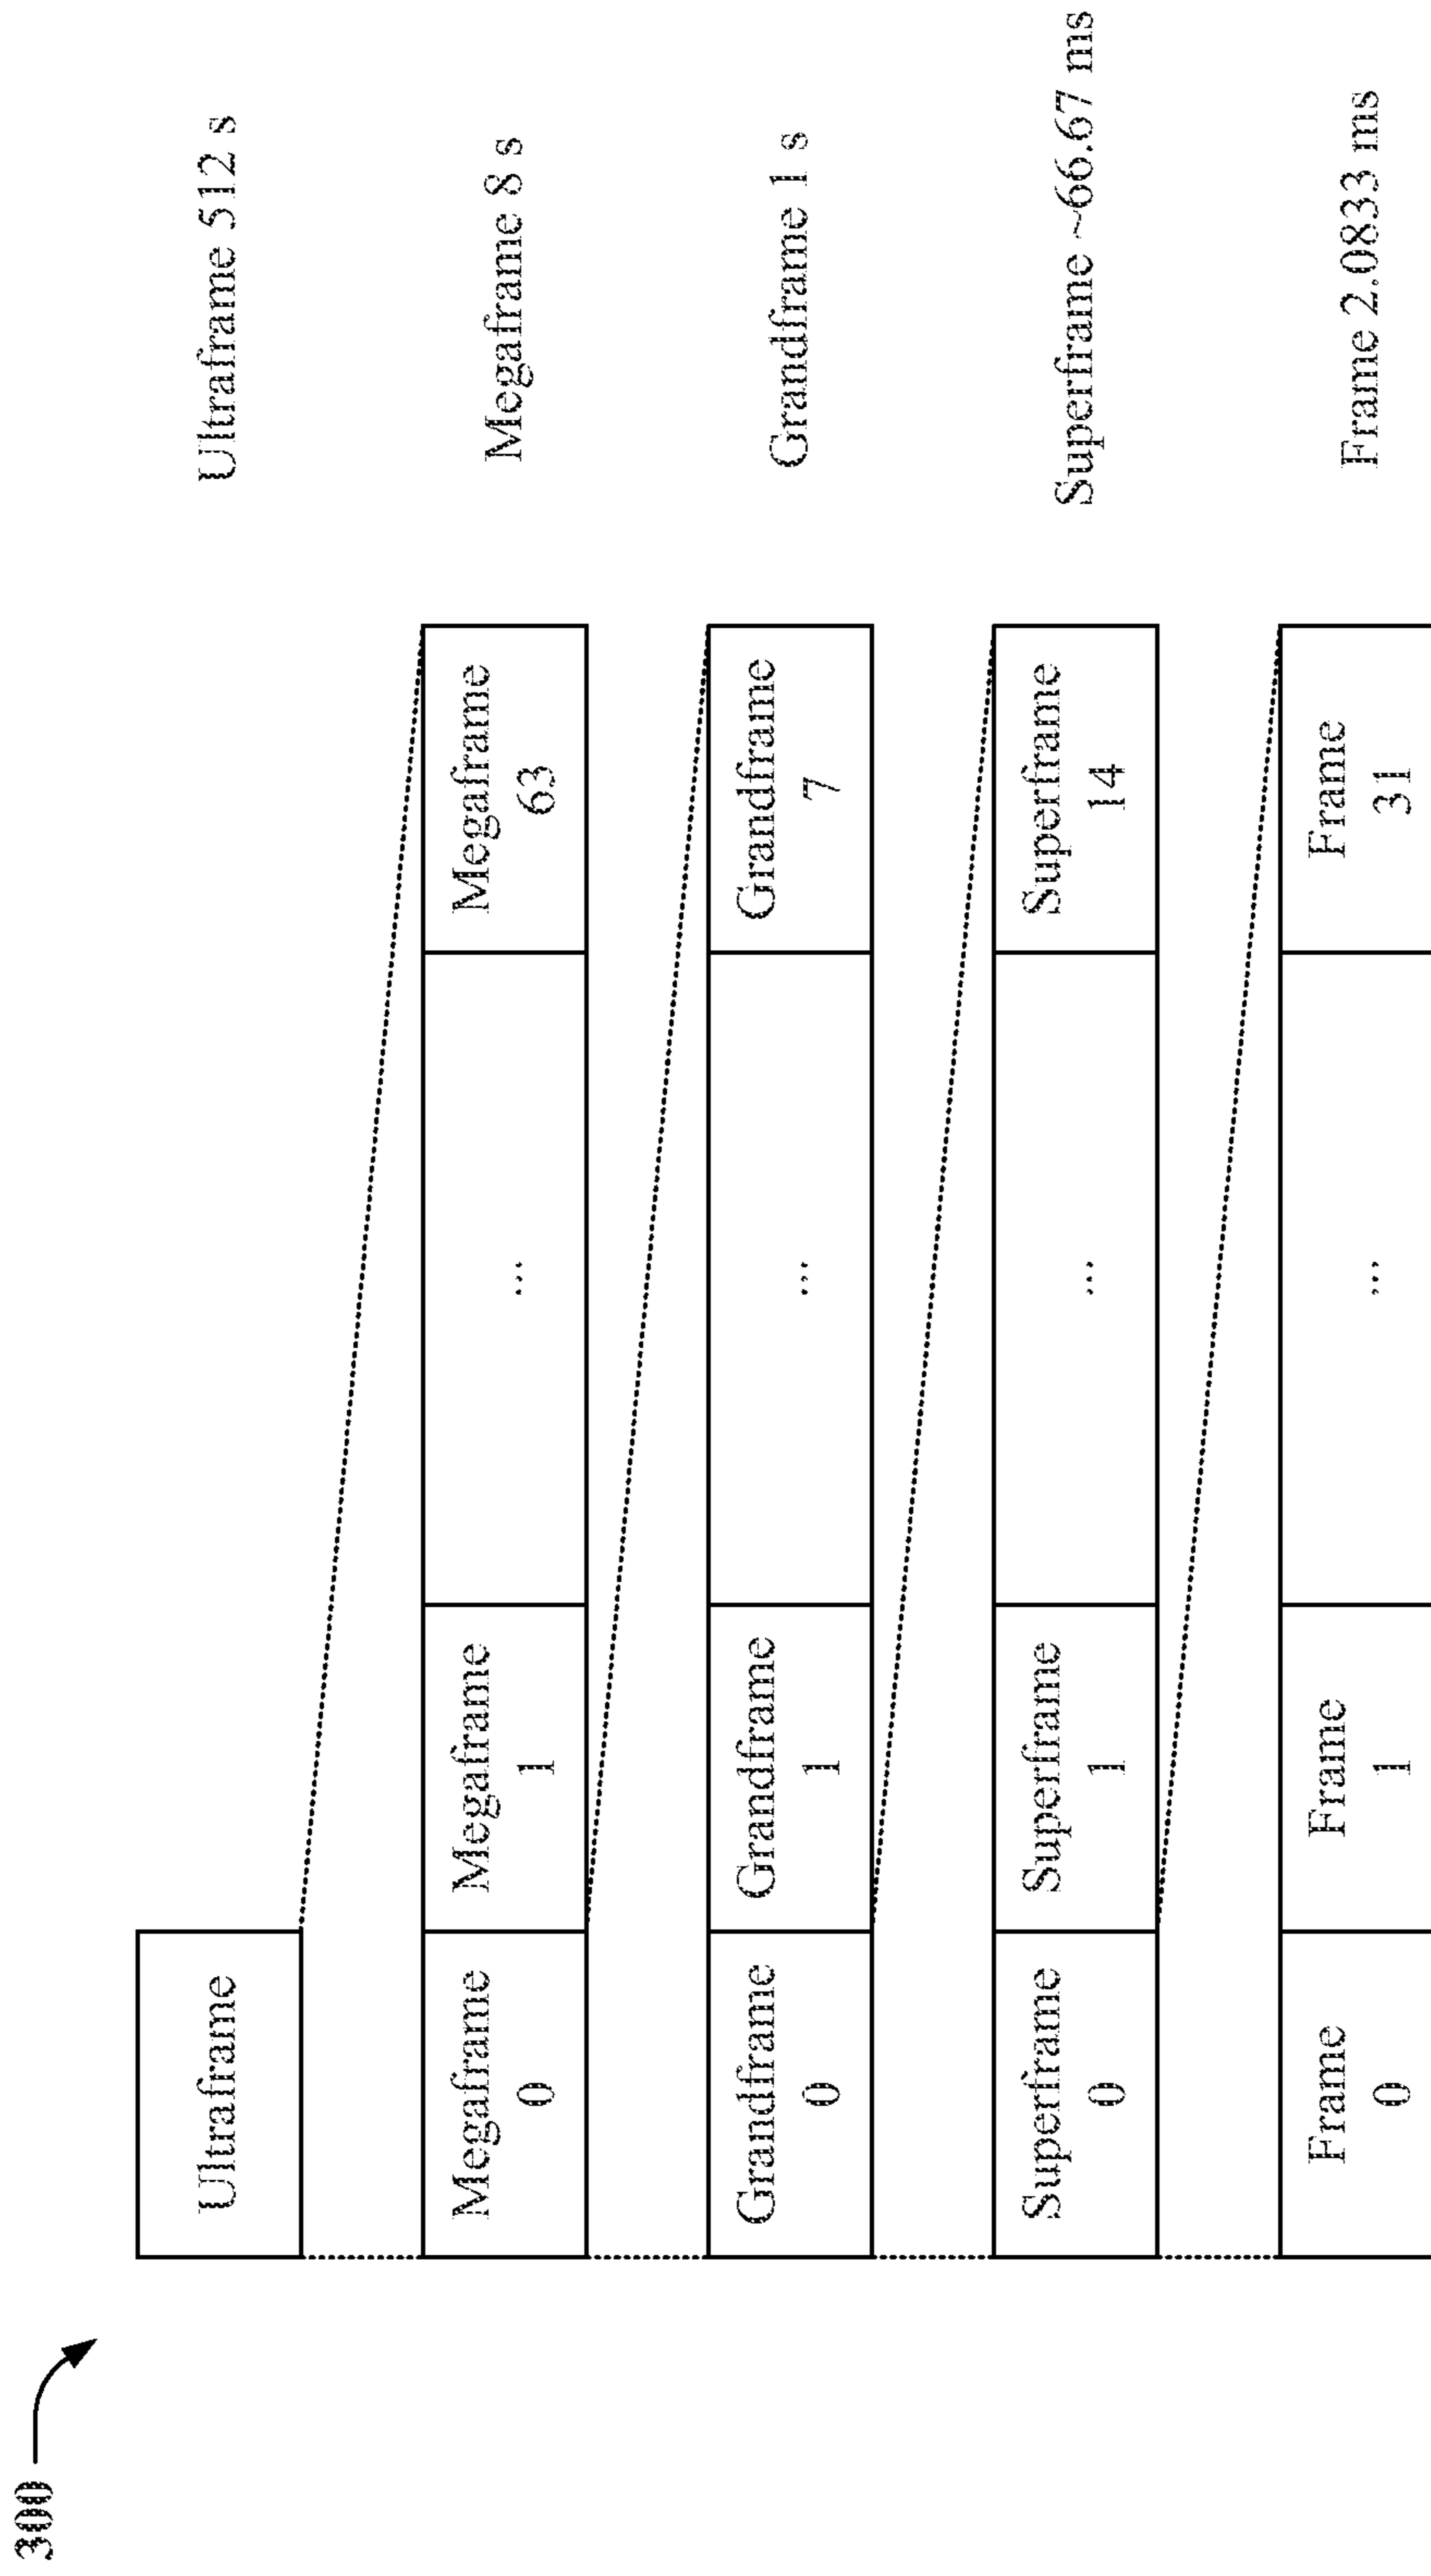 300
Ultraframe
Ultraframe 512 s
Megaframe
0
Megaframe
1
...
Megaframe
63
Megaframe 8 s
Grandframe
0
Grandframe
1
...
Grandframe
7
Grandframe 1 s
Superframe
0
Superframe
1
...
Superframe
14
Superframe ~66.67 ms
Frame
0
Frame
1
...
Frame
31
Frame 2.0833 ms